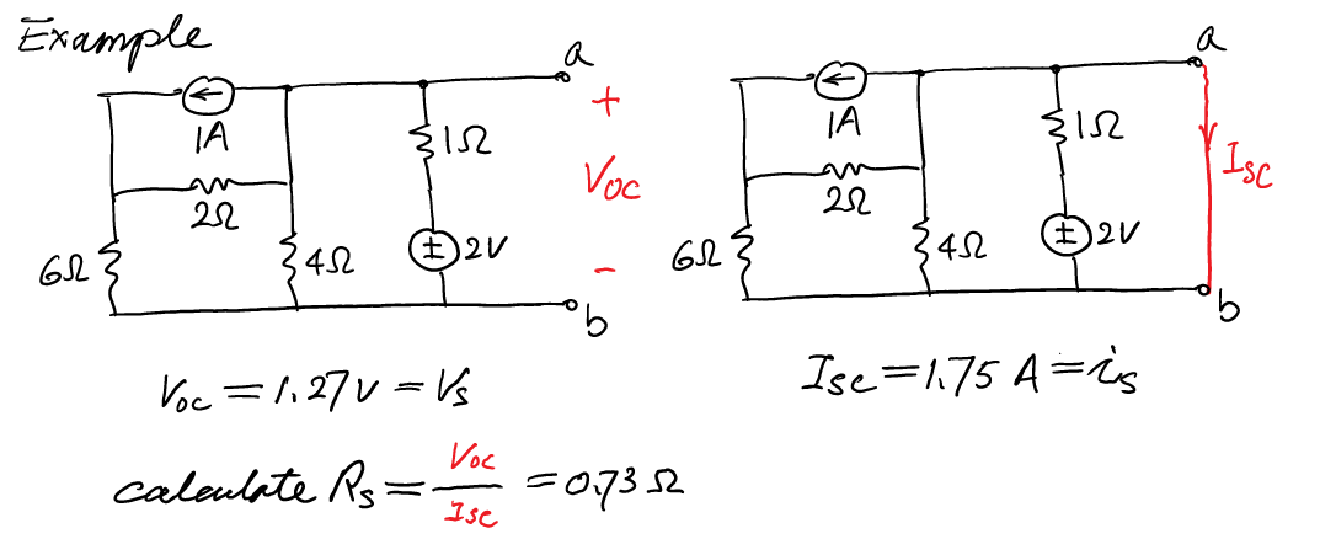 Example
a
1A
+
1Ω
2Ω
Voc
6Ω
4Ω
± 2V
-
b
a
1A
1Ω
Isc
2Ω
6Ω
4Ω
± 2V
b
Voc = 1.27V = Vs
Isc = 1.75 A = is
calculate Rs = Voc / Isc = 0.73 Ω